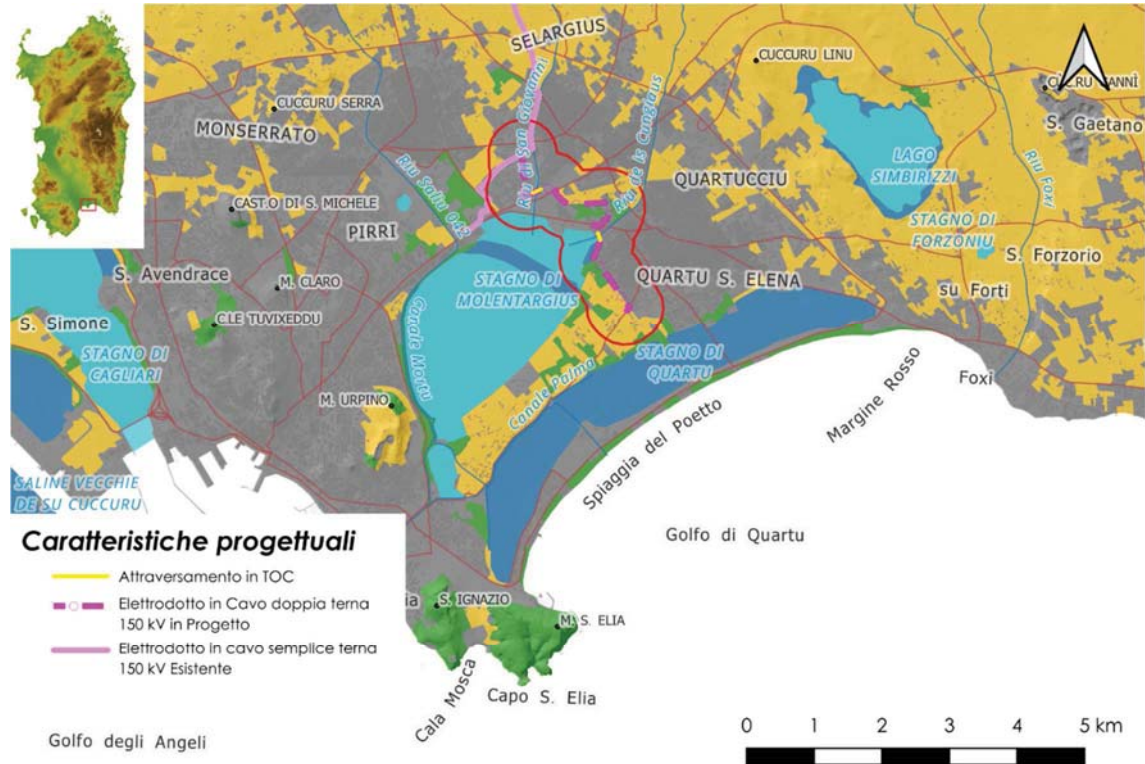 SELARGIUS
CUCCURU LINU
CUCCURU SERRA
MONSERRATO
S. Gaetano
Riu di San Giovanni
Riu de is Cungiaus
Riu Saliu 042
Riu Foxi
QUARTUCCIU
LAGO
SIMBIRIZZI
CAST.O DI S. MICHELE
PIRRI
STAGNO DI
FORZONIU
S. Forzorio
S. Avendrace
M. CLARO
STAGNO DI
MOLENTARGIUS
QUARTU S. ELENA
su Forti
S. Simone
C.LE TUVIXEDDU
STAGNO DI
CAGLIARI
Canale Mortu
STAGNO DI
QUARTU
Canale Palma
Foxi
M. URPINO
Margine Rosso
Spiaggia del Poetto
SALINE VECCHIE
DE SU CUCCURU
Golfo di Quartu
Caratteristiche progettuali
Attraversamento in TOC
Elettrodotto in Cavo doppia terna
150 kV in Progetto
Elettrodotto in cavo semplice terna
150 kV Esistente
ia
S. IGNAZIO
M. S. ELIA
Cala Mosca
Capo S. Elia
Golfo degli Angeli
0 1 2 3 4 5 km